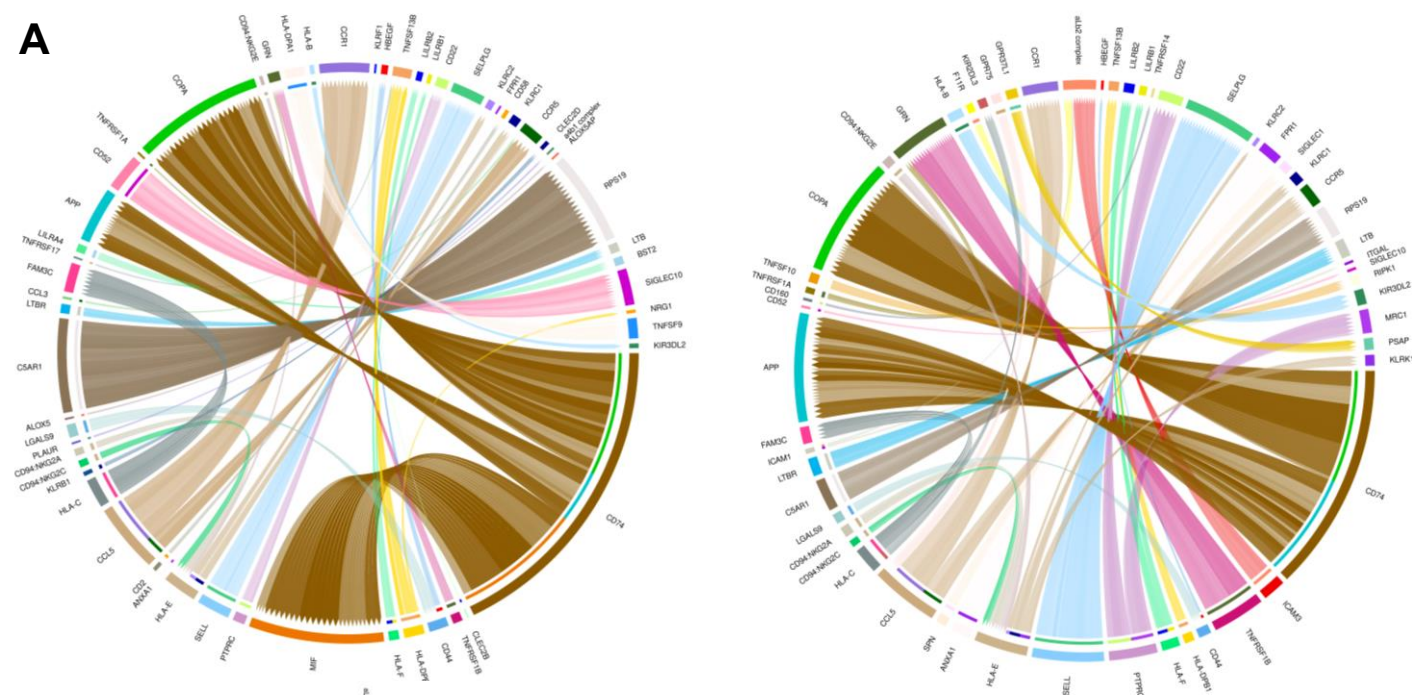 A
CD94:NKG2E
GRN
HLA-DPA1
HLA-B
CCR1
KLRF1
HBEGF
TNFSF13B
LILRB2
LILRB1
CD22
SELPLG
KLRC2
FPR1
CD58
KLRC1
CCR5
CLEC2D
a4b1 complex
ALOX5AP
RPS19
LTB
BST2
SIGLEC10
NRG1
TNFSF9
KIR3DL2
CD74
CLEC2B
TNFRSF1B
CD44
HLA-DPI
HLA-F
MIF
PTPRC
SELL
HLA-E
ANXA1
CD2
CCL5
HLA-C
KLRB1
CD94:NKG2C
CD94:NKG2A
PLAUR
LGALS9
ALOX5
C5AR1
LTBR
CCL3
FAM3C
TNFRSF17
LILRA4
APP
CD52
TNFRSF1A
COPA
CD94:NKG2E
GRN
HLA-B
F11R
KIR2DL3
GPR75
GPR37L1
CCR1
aLb2 complex
HBEGF
TNFSF13B
LILRB2
LILRB1
TNFRSF14
CD22
SELPLG
KLRC2
FPR1
SIGLEC1
KLRC1
CCR5
RPS19
LTB
ITGAL
SIGLEC10
RIPK1
KIR3DL2
MRC1
PSAP
KLRK1
CD74
ICAM3
TNFRSF1B
CD44
HLA-DPB1
HLA-F
PTPRC
SELL
HLA-E
ANXA1
SPN
CCL5
HLA-C
CD94:NKG2C
CD94:NKG2A
LGALS9
C5AR1
LTBR
ICAM1
FAM3C
APP
CD52
CD160
TNFRSF1A
TNFSF10
COPA